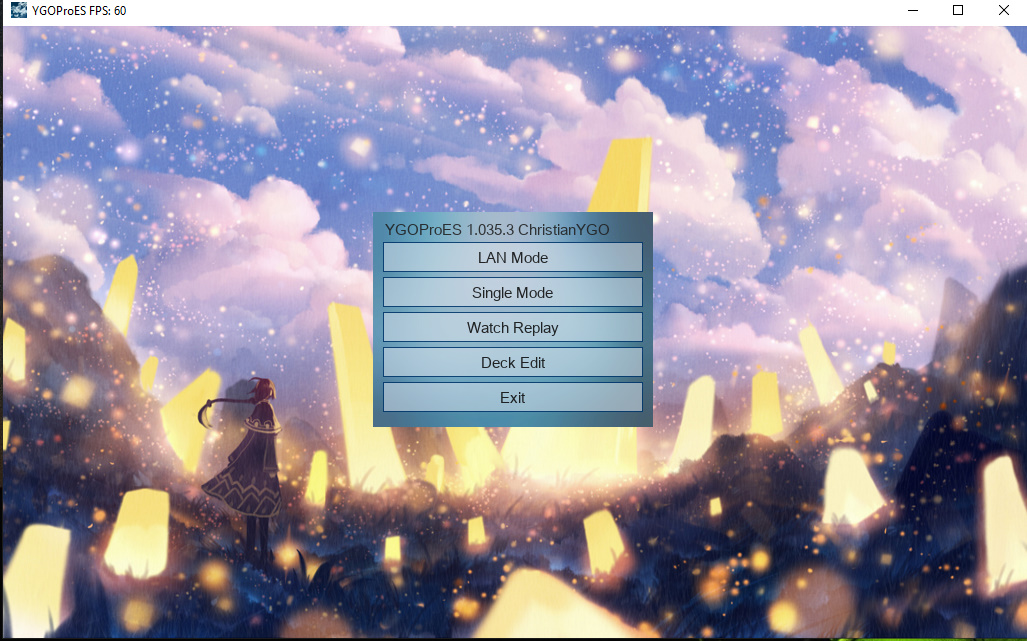 YGOProES FPS: 60
YGOProES 1.035.3 ChristianYGO
LAN Mode
Single Mode
Watch Replay
Deck Edit
Exit